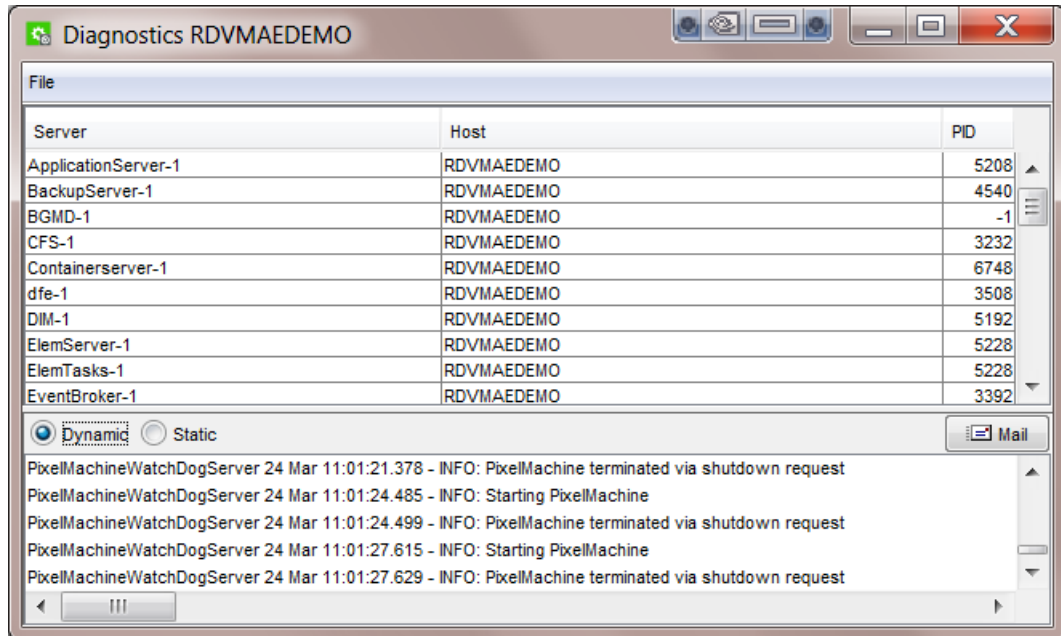 Diagnostics RDVMAEDEMO
File
Server Host PID
ApplicationServer-1 RDVMAEDEMO 5208
BackupServer-1 RDVMAEDEMO 4540
BGMD-1 RDVMAEDEMO -1
CFS-1 RDVMAEDEMO 3232
Containerserver-1 RDVMAEDEMO 6748
dfe-1 RDVMAEDEMO 3508
DIM-1 RDVMAEDEMO 5192
ElemServer-1 RDVMAEDEMO 5228
ElemTasks-1 RDVMAEDEMO 5228
EventBroker-1 RDVMAEDEMO 3392
Dynamic Static Mail
PixelMachineWatchDogServer 24 Mar 11:01:21.378 - INFO: PixelMachine terminated via shutdown request
PixelMachineWatchDogServer 24 Mar 11:01:24.485 - INFO: Starting PixelMachine
PixelMachineWatchDogServer 24 Mar 11:01:24.499 - INFO: PixelMachine terminated via shutdown request
PixelMachineWatchDogServer 24 Mar 11:01:27.615 - INFO: Starting PixelMachine
PixelMachineWatchDogServer 24 Mar 11:01:27.629 - INFO: PixelMachine terminated via shutdown request